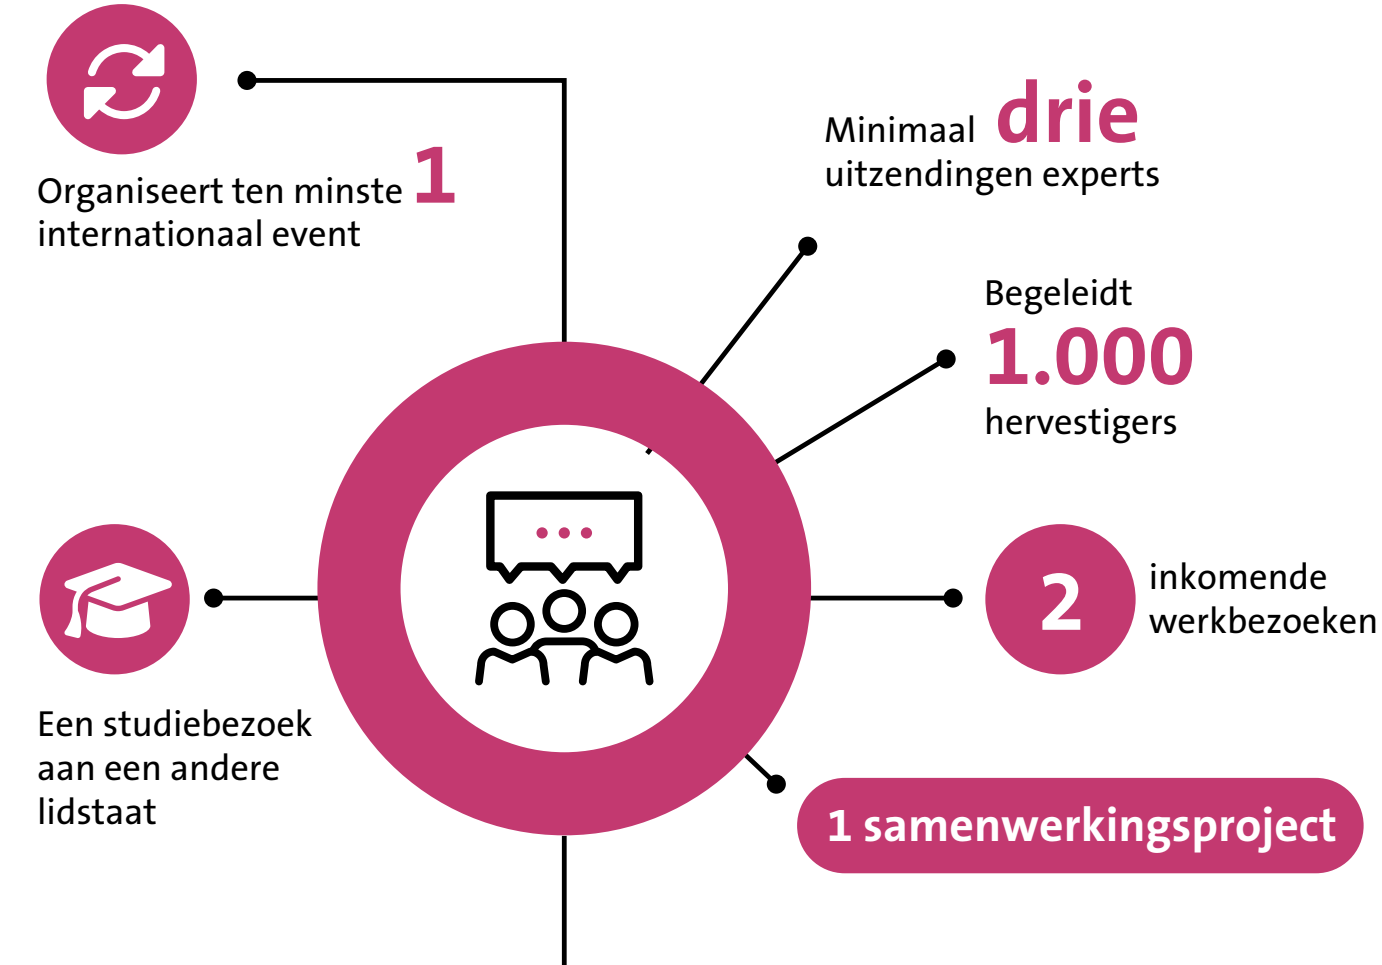 Organiseert ten minste 1
internationaal event
Minimaal drie
uitzendingen experts
Begeleidt
1.000
hervestigers
2
inkomende
werkbezoeken
Een studiebezoek
aan een andere
lidstaat
1 samenwerkingsproject